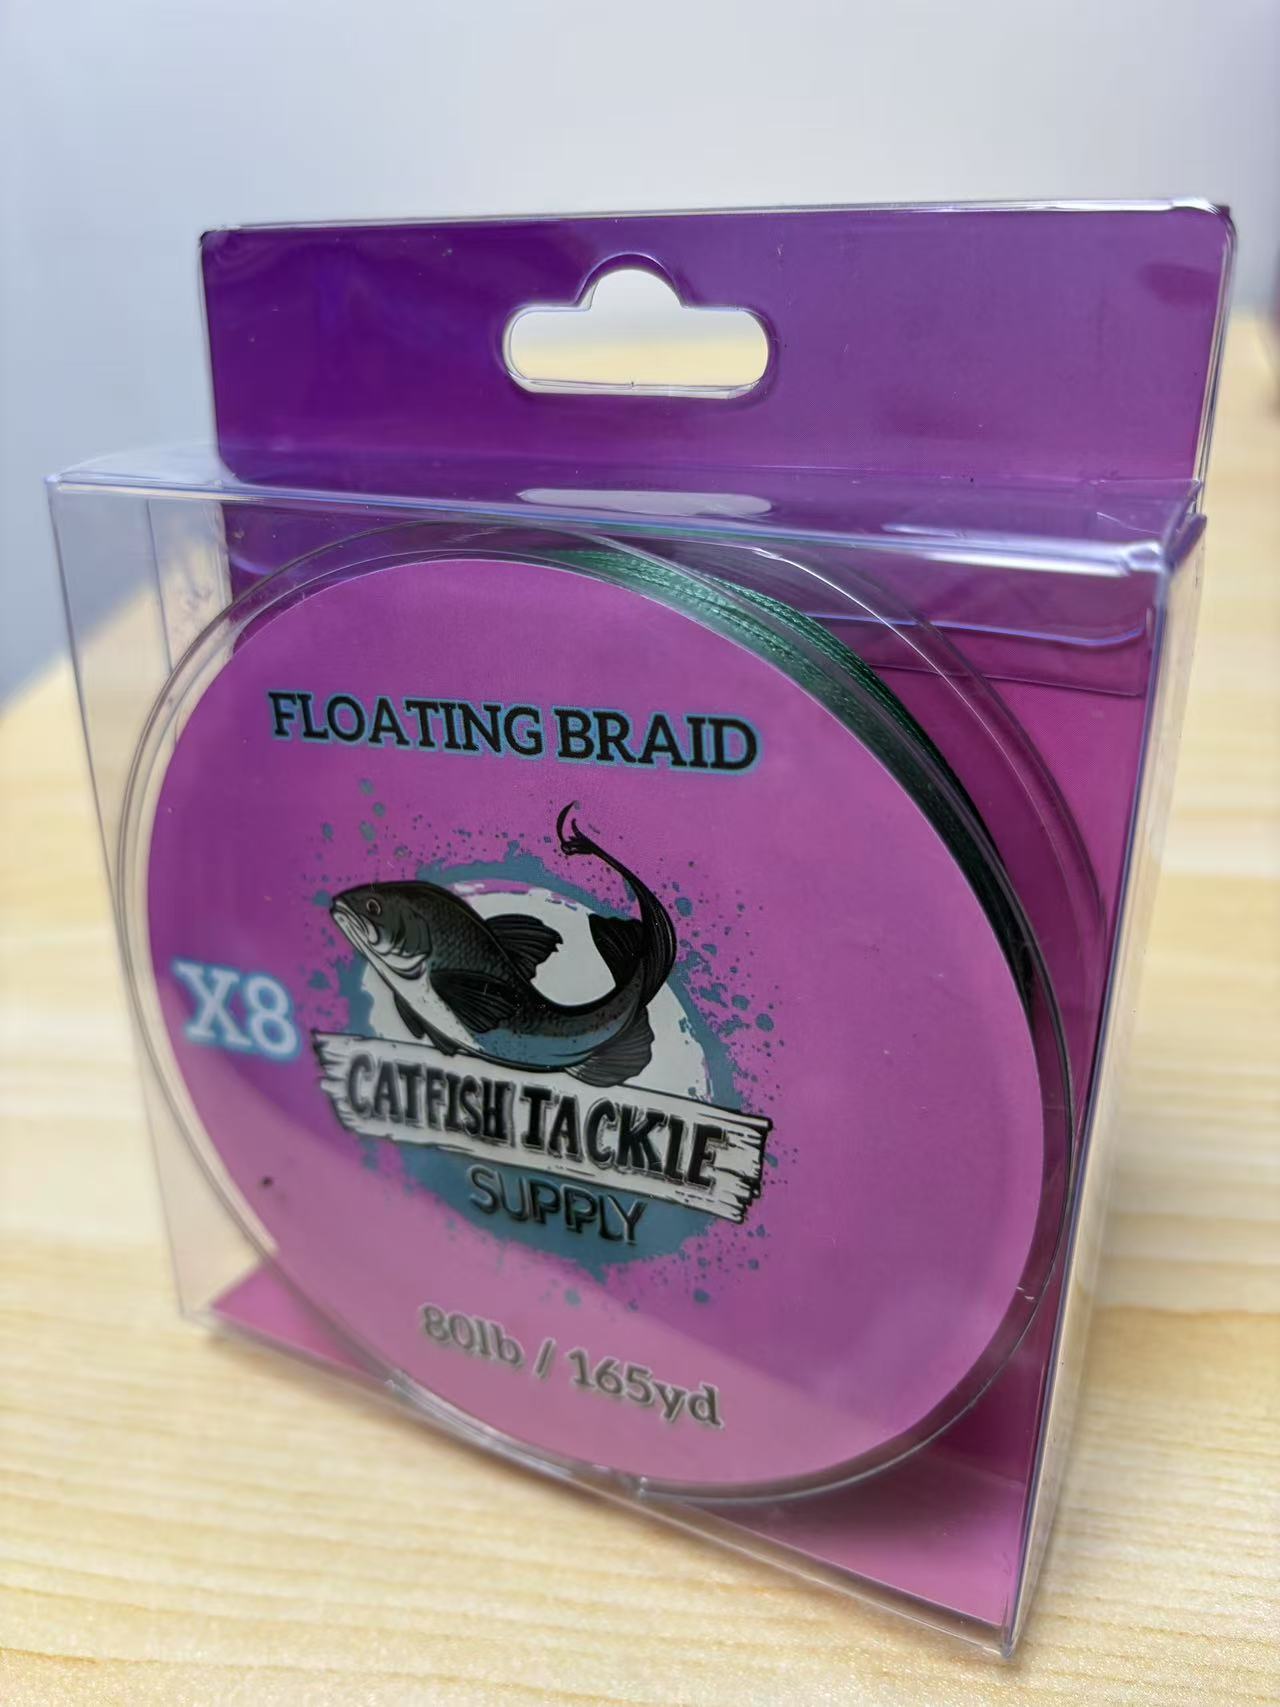 FLOATING BRAID
X8
CATFISH TACKLE
SUPPLY
80lb / 165yd